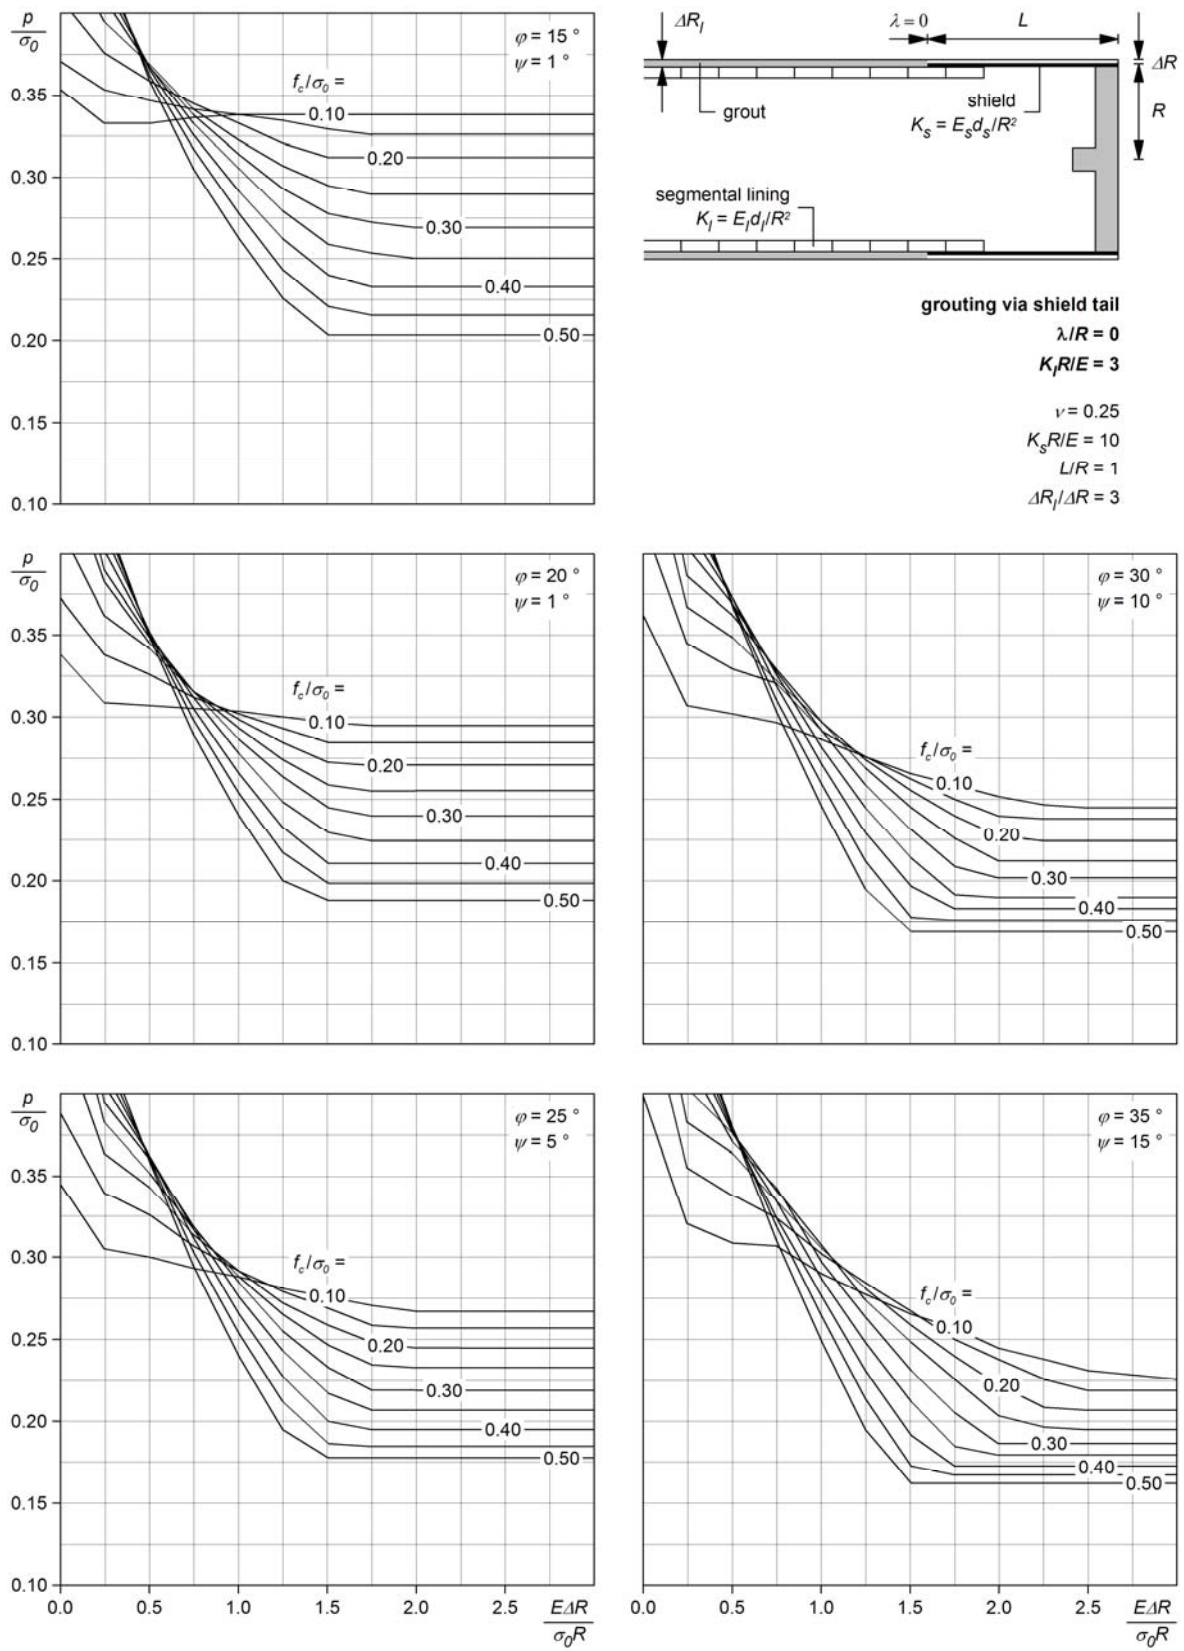 p/σ0
0.35
0.30
0.25
0.20
0.15
0.10
φ = 15 °
ψ = 1 °
fc/σ0 =
0.10
0.20
0.30
0.40
0.50
ΔRl
λ = 0
L
ΔR
R
grout
shield
Ks = Esds/R²
segmental lining
Kl = Eldl/R²
grouting via shield tail
λ/R = 0
KlR/E = 3
ν = 0.25
KsR/E = 10
L/R = 1
ΔRl/ΔR = 3
p/σ0
0.35
0.30
0.25
0.20
0.15
0.10
φ = 20 °
ψ = 1 °
fc/σ0 =
0.10
0.20
0.30
0.40
0.50
φ = 30 °
ψ = 10 °
fc/σ0 =
0.10
0.20
0.30
0.40
0.50
p/σ0
0.35
0.30
0.25
0.20
0.15
0.10
φ = 25 °
ψ = 5 °
fc/σ0 =
0.10
0.20
0.30
0.40
0.50
0.0 0.5 1.0 1.5 2.0 2.5 EΔR/σ0R
φ = 35 °
ψ = 15 °
fc/σ0 =
0.10
0.20
0.30
0.40
0.50
0.0 0.5 1.0 1.5 2.0 2.5 EΔR/σ0R